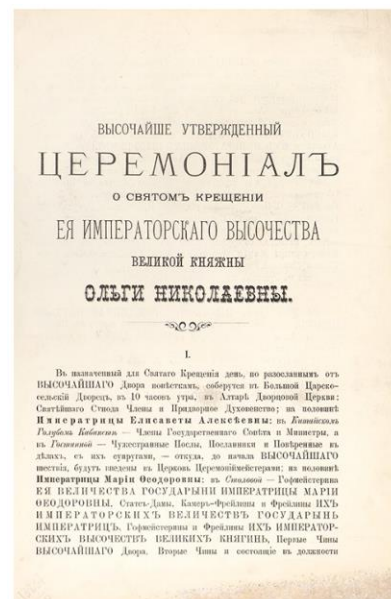 ВЫСОЧАЙШЕ УТВЕРЖДЕННЫЙ
ЦЕРЕМОНІАЛЪ
О СВЯТОМЪ КРЕЩЕНІИ
ЕЯ ИМПЕРАТОРСКАГО ВЫСОЧЕСТВА
ВЕЛИКОЙ КНЯЖНЫ
ОЛЬГИ НИКОЛАЕВНЫ.
I.
Въ назначенный для Святаго Крещенія день, по разосланнымъ отъ
ВЫСОЧАЙШАГО Двора повѣсткамъ, соберутся въ Большой Царско-
сельскій Дворецъ, въ 10 часовъ утра, въ Алтарѣ Дворцовой Церкви:
Святѣйшаго Сѵнода Члены и Придворное Духовенство; на половинѣ
Императрицы Елисаветы Алексѣевны: въ Китайскомъ
Голубомъ Кабинетѣ — Члены Государственнаго Совѣта и Министры, а
въ Гостинной — Чужестранные Послы, Посланники и Повѣренные въ
дѣлахъ, съ ихъ супругами, — откуда, до начала ВЫСОЧАЙШАГО
шествія, будутъ введены въ Церковь Церемоніймейстерами; на половинѣ
Императрицы Маріи Ѳеодоровны: въ Столовой — Гофмейстерина
ЕЯ ВЕЛИЧЕСТВА ГОСУДАРЫНИ ИМПЕРАТРИЦЫ МАРІИ
ѲЕОДОРОВНЫ, Статсъ-Дамы, Камеръ-Фрейлины и Фрейлины ИХЪ
ИМПЕРАТОРСКИХЪ ВЕЛИЧЕСТВЪ ГОСУДАРЫНЬ
ИМПЕРАТРИЦЪ, Гофмейстерины и Фрейлины ИХЪ ИМПЕРАТОР-
СКИХЪ ВЫСОЧЕСТВЪ ВЕЛИКИХЪ КНЯГИНЬ, Первые Чины
ВЫСОЧАЙШАГО Двора, Вторые Чины и состоящіе въ должности